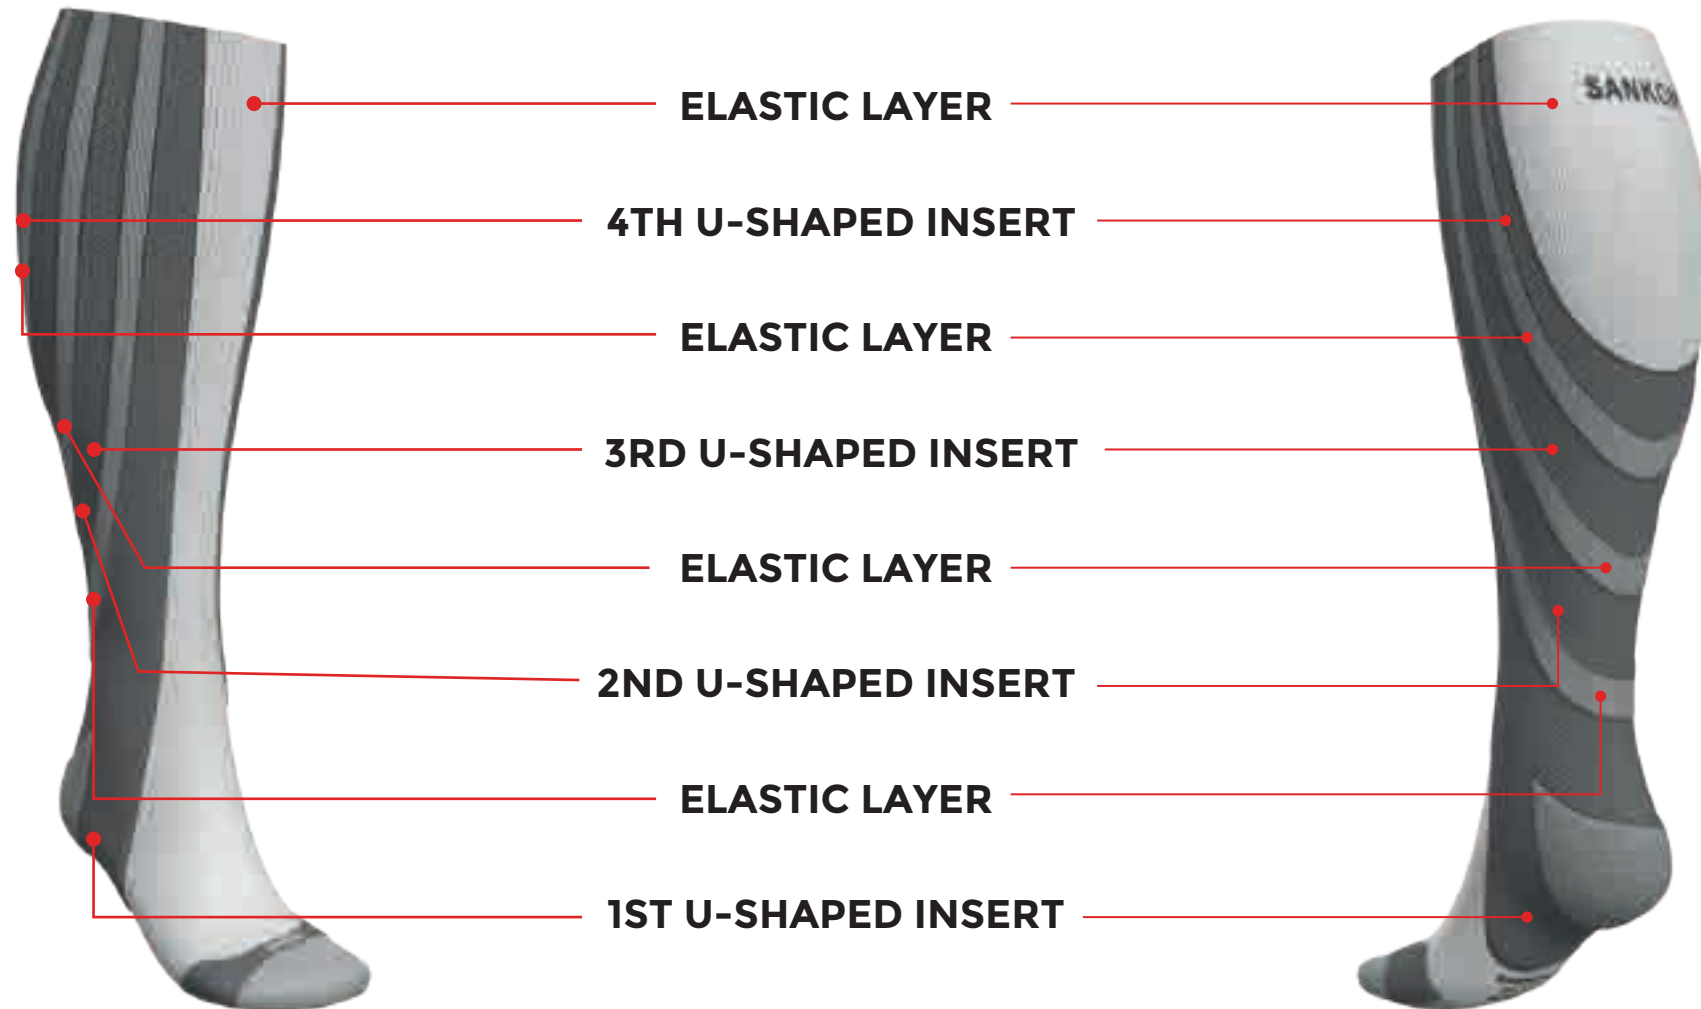 ELASTIC LAYER
SANKOM
4TH U-SHAPED INSERT
ELASTIC LAYER
3RD U-SHAPED INSERT
ELASTIC LAYER
2ND U-SHAPED INSERT
ELASTIC LAYER
1ST U-SHAPED INSERT